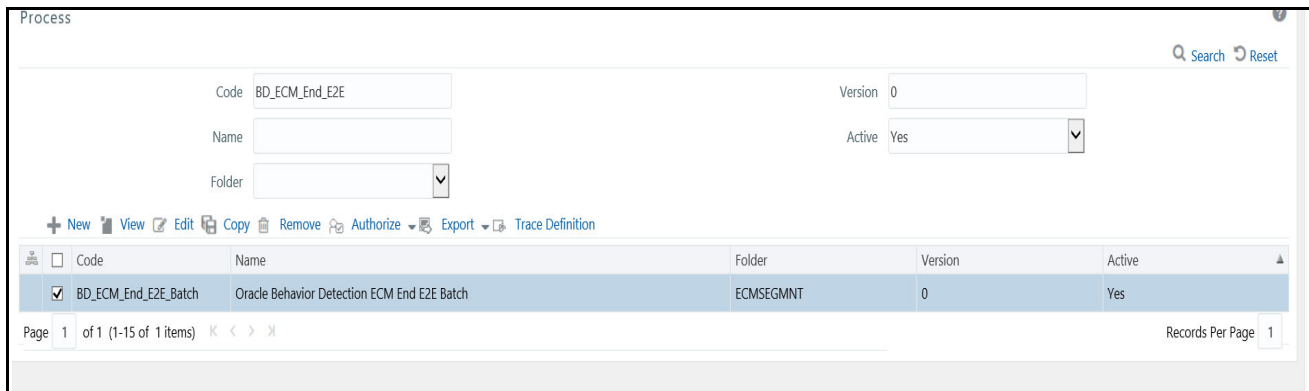 Process
Search Reset
Code BD_ECM_End_E2E Version 0
Name Active Yes
Folder
New View Edit Copy Remove Authorize Export Trace Definition
Code Name Folder Version Active
BD_ECM_End_E2E_Batch Oracle Behavior Detection ECM End E2E Batch ECMSEGMNT 0 Yes
Page 1 of 1 (1-15 of 1 items) Records Per Page 1